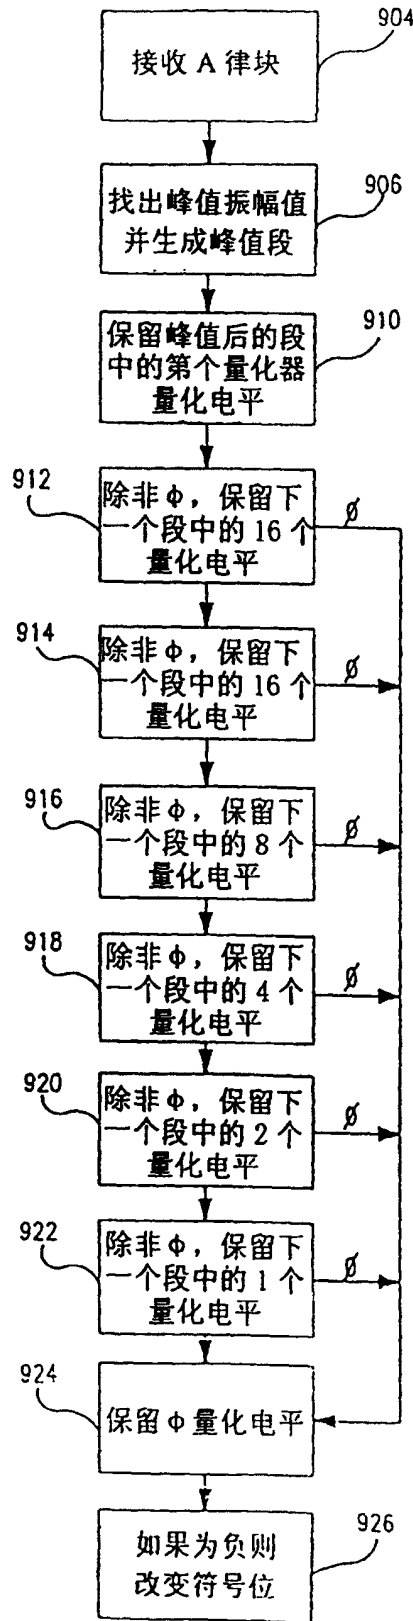 904
接收 A 律块
906
找出峰值振幅值
并生成峰值段
910
保留峰值后的段
中的第个量化器
量化电平
912
除非φ，保留下
一个段中的 16 个
量化电平
Ø
914
除非φ，保留下
一个段中的 16 个
量化电平
Ø
916
除非φ，保留下
一个段中的 8 个
量化电平
Ø
918
除非φ，保留下
一个段中的 4 个
量化电平
Ø
920
除非φ，保留下
一个段中的 2 个
量化电平
Ø
922
除非φ，保留下
一个段中的 1 个
量化电平
Ø
924
保留φ量化电平
926
如果为负则
改变符号位